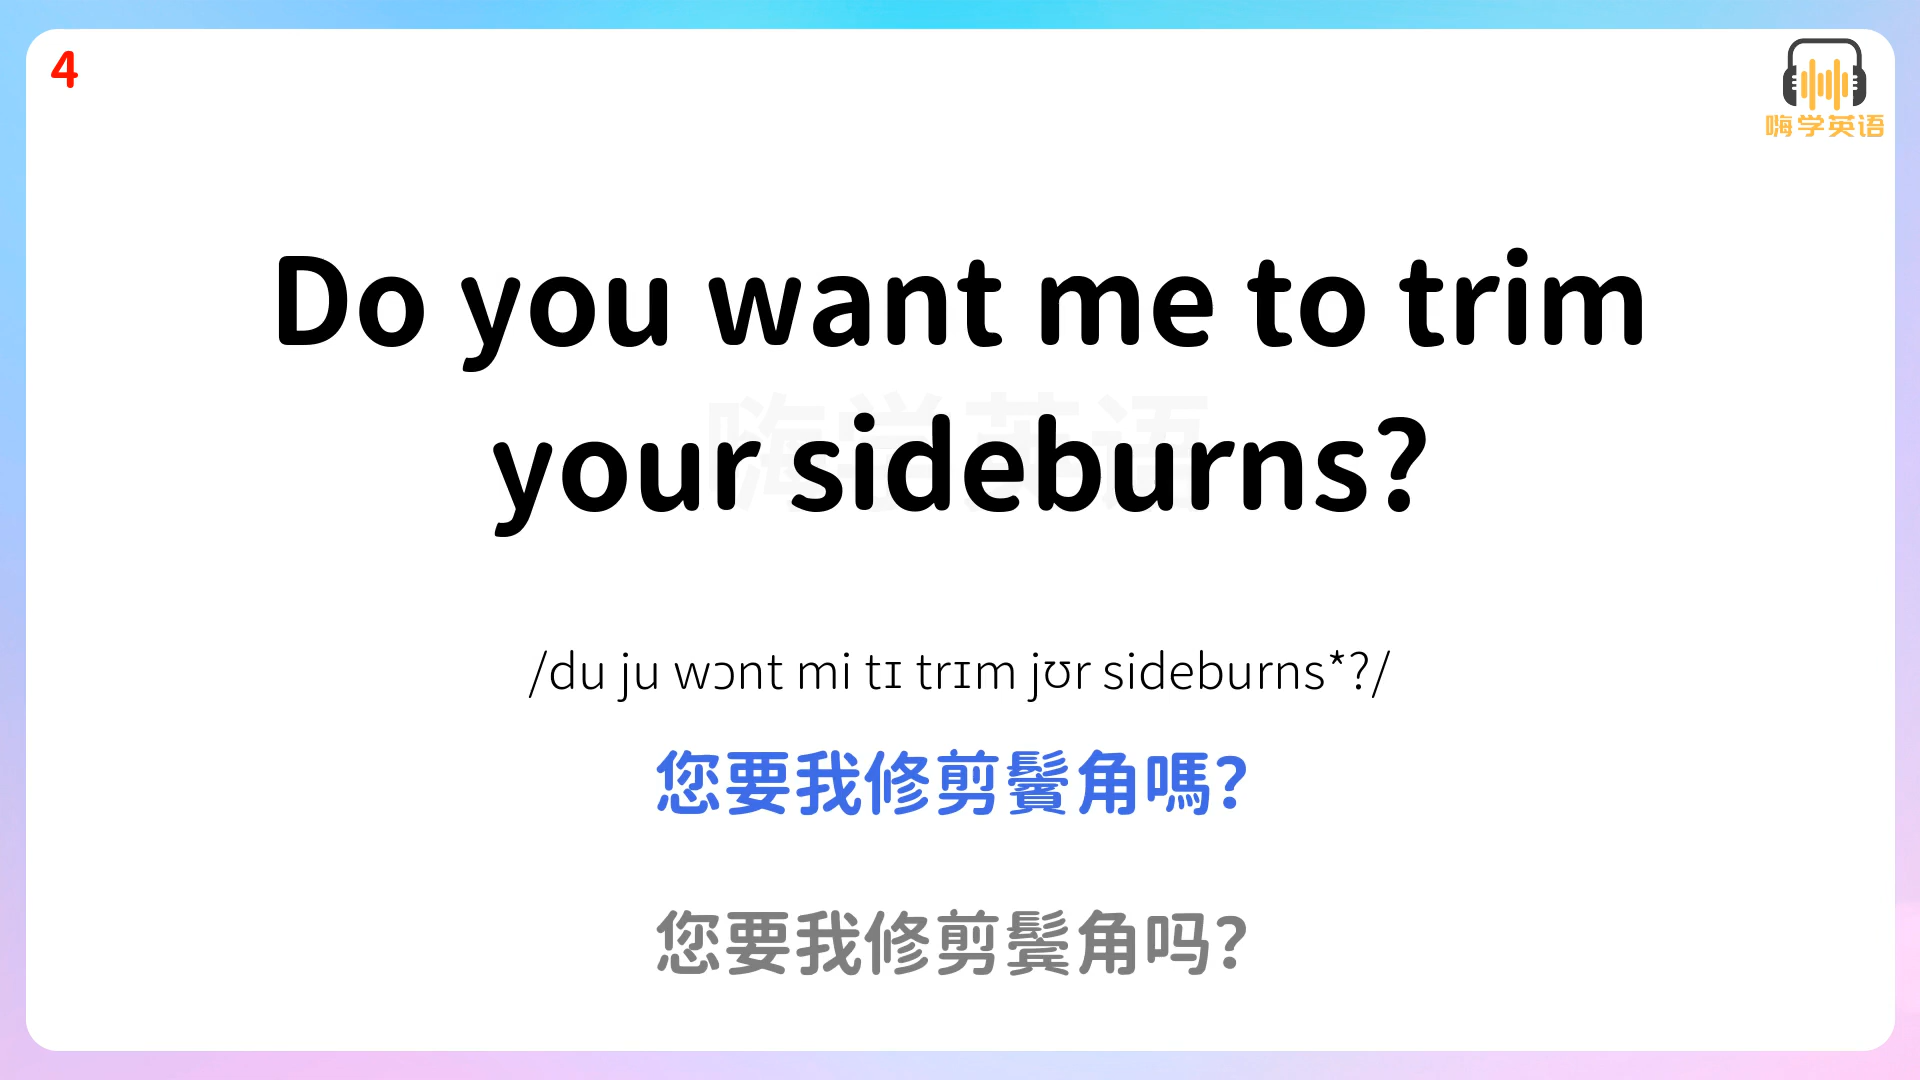 4
嗨学英语
Do you want me to trim
your sideburns?
/du ju wɔnt mi tɪ trɪm jʊr sideburns*?/
您要我修剪鬢角嗎?
您要我修剪鬓角吗?